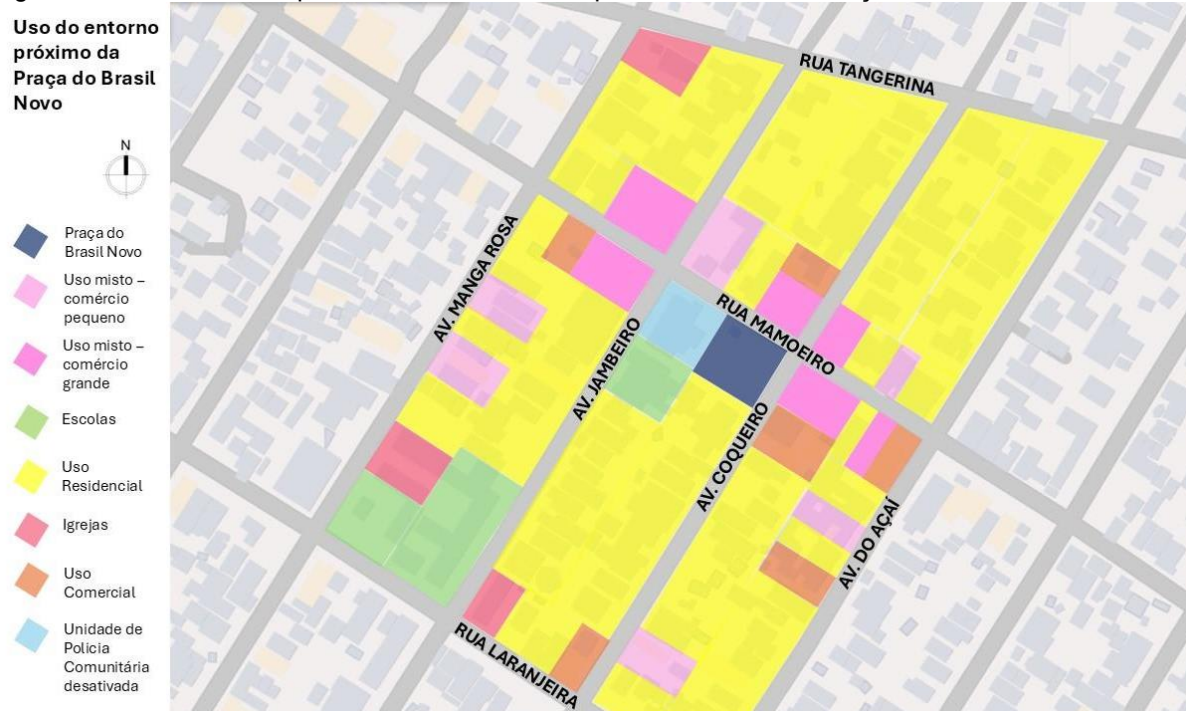 Uso do entorno
próximo da
Praça do Brasil
Novo
N
Praça do
Brasil Novo
Uso misto –
comércio
pequeno
Uso misto –
comércio
grande
Escolas
Uso
Residencial
Igrejas
Uso
Comercial
Unidade de
Policia
Comunitária
desativada
RUA TANGERINA
AV. MANGA ROSA
RUA MAMOEIRO
AV. JAMBEIRO
AV. COQUEIRO
AV. DO AÇAÍ
RUA LARANJEIRA